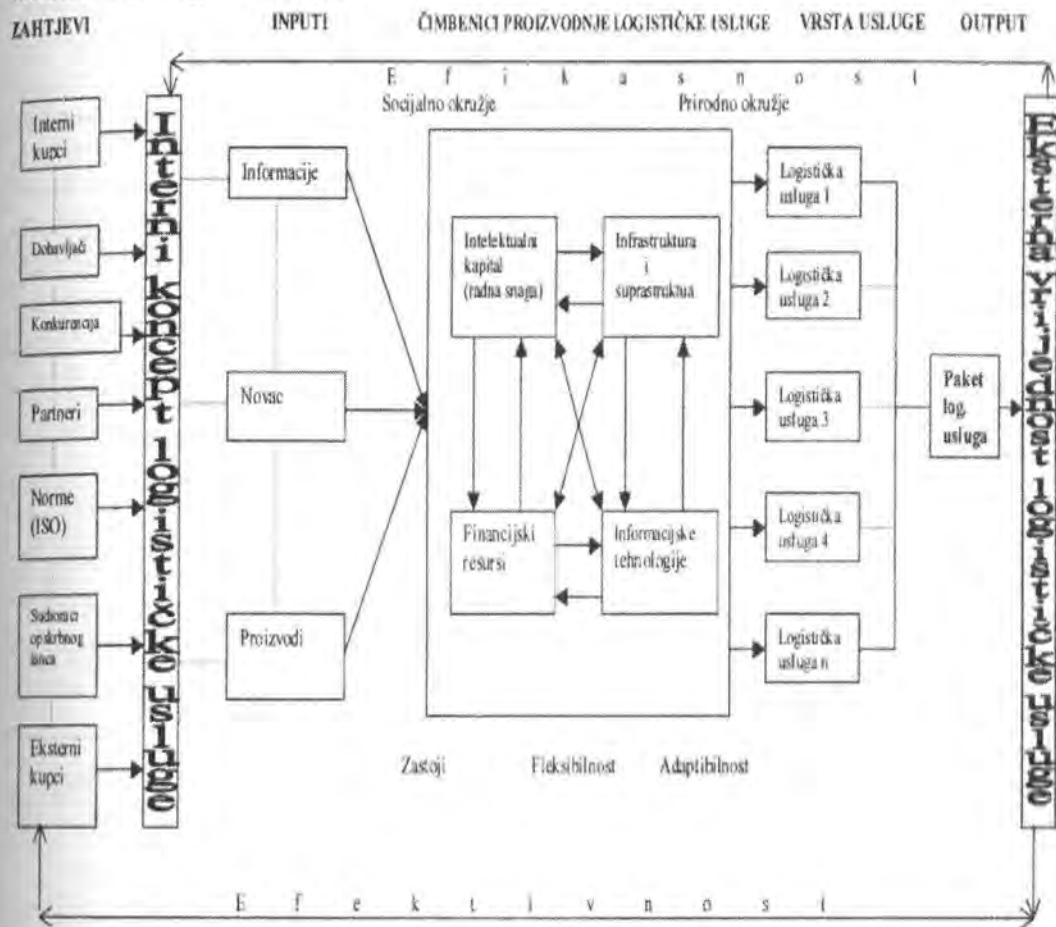 ZAHTJEVI
INPUTI
ČIMBENICI PROIZVODNJE LOGISTIČKE USLUGE
VRSTA USLUGE
OUTPUT
E f i k a s n o s t
Socijalno okružje
Prirodno okružje
Interni
kupci
Dobavljači
Konkurencija
Partneri
Norme
(ISO)
Sudionici
opskrbnog
lanca
Eksterni
kupci
Interni koncept logističke usluge
Informacije
Novac
Proizvodi
Intelektualni
kapital
(radna snaga)
Infrastruktura
i
suprastruktua
Financijski
resursi
Informacijske
tehnologije
Logistička
usluga 1
Logistička
usluga 2
Logistička
usluga 3
Logistička
usluga 4
Logistička
usluga n
Paket
log.
usluga
Eksterna vrijednost logističke usluge
Zastoji
Fleksibilnost
Adaptibilnost
E f e k t i v n o s t